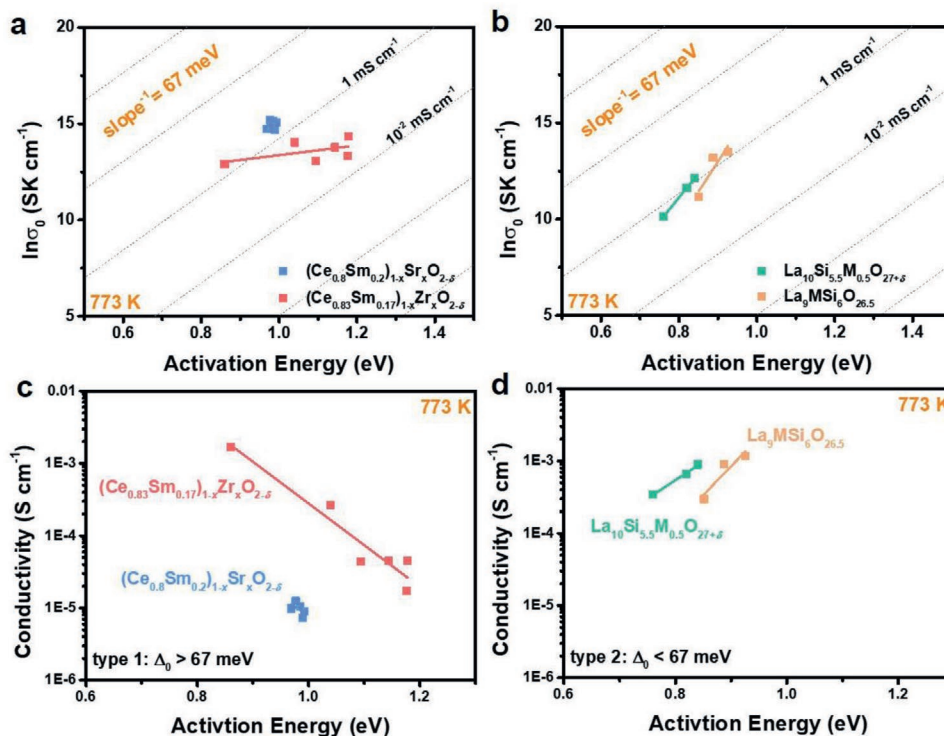 a
20
15
10
5
lnσ₀ (SK cm⁻¹)
slope⁻¹= 67 meV
1 mS cm⁻¹
10⁻² mS cm⁻¹
(Ce₀.₈Sm₀.₂)₁₋ₓSrₓO₂₋δ
(Ce₀.₈₃Sm₀.₁₇)₁₋ₓZrₓO₂₋δ
773 K
0.6 0.8 1.0 1.2 1.4
Activation Energy (eV)
b
20
15
10
5
lnσ₀ (SK cm⁻¹)
slope⁻¹= 67 meV
1 mS cm⁻¹
10⁻² mS cm⁻¹
La₁₀Si₅.₅M₀.₅O₂₇₊δ
La₉MSi₆O₂₆.₅
773 K
0.6 0.8 1.0 1.2 1.4
Activation Energy (eV)
c
0.01
1E-3
1E-4
1E-5
1E-6
Conductivity (S cm⁻¹)
773 K
(Ce₀.₈₃Sm₀.₁₇)₁₋ₓZrₓO₂₋δ
(Ce₀.₈Sm₀.₂)₁₋ₓSrₓO₂₋δ
type 1: Δ₀ > 67 meV
0.6 0.8 1.0 1.2
Activtion Energy (eV)
d
0.01
1E-3
1E-4
1E-5
1E-6
Conductivity (S cm⁻¹)
773 K
La₉MSi₆O₂₆.₅
La₁₀Si₅.₅M₀.₅O₂₇₊δ
type 2: Δ₀ < 67 meV
0.6 0.8 1.0 1.2
Activtion Energy (eV)